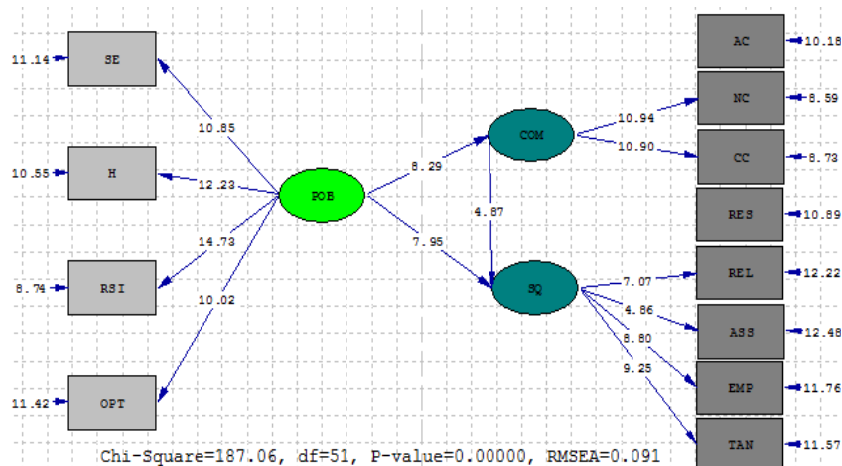 AC
10.18
11.14
SE
NC
8.59
10.94
COM
10.85
10.90
CC
8.73
10.55
H
12.23
8.29
POB
RES
10.89
4.87
14.73
7.95
REL
12.22
7.07
8.74
RSI
SQ
4.86
10.02
ASS
12.48
8.80
9.25
EMP
11.76
11.42
OPT
TAN
11.57
Chi-Square=187.06, df=51, P-value=0.00000, RMSEA=0.091